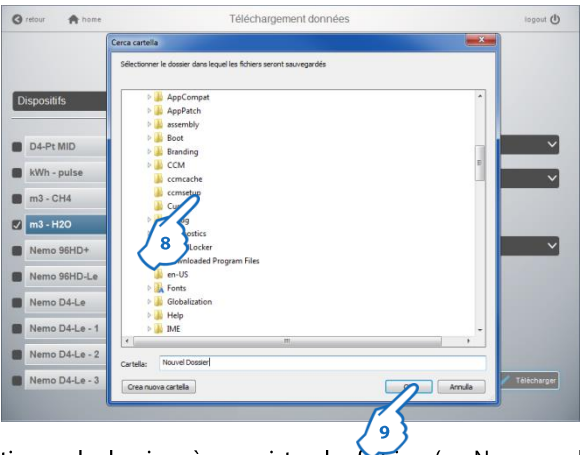 retour home Téléchargement données logout
Cerca cartella
Sélectionner le dossier dans lequel les fichiers seront sauvegardés
Dispositifs
D4-Pt MID
kWh - pulse
m3 - CH4
m3 - H2O
Nemo 96HD+
Nemo 96HD-Le
Nemo D4-Le
Nemo D4-Le - 1
Nemo D4-Le - 2
Nemo D4-Le - 3
AppCompat
AppPatch
assembly
Boot
Branding
CCM
ccmcache
ccmsetup
8
Program Files
en-US
Fonts
Globalization
Help
IME
Cartella: Nouvel Dossier
Crea nuova cartella Annulla
Télécharger
9